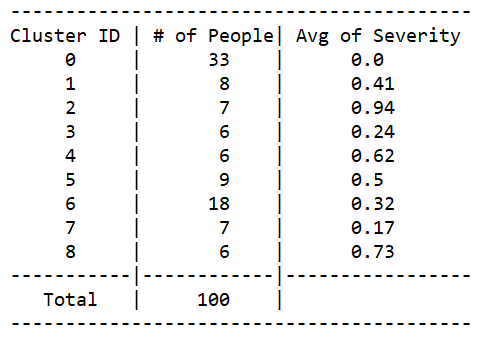 -----------------------------------------
Cluster ID | # of People| Avg of Severity
0 | 33 | 0.0
1 | 8 | 0.41
2 | 7 | 0.94
3 | 6 | 0.24
4 | 6 | 0.62
5 | 9 | 0.5
6 | 18 | 0.32
7 | 7 | 0.17
8 | 6 | 0.73
-----------|------------|----------------
Total | 100 |
-----------------------------------------